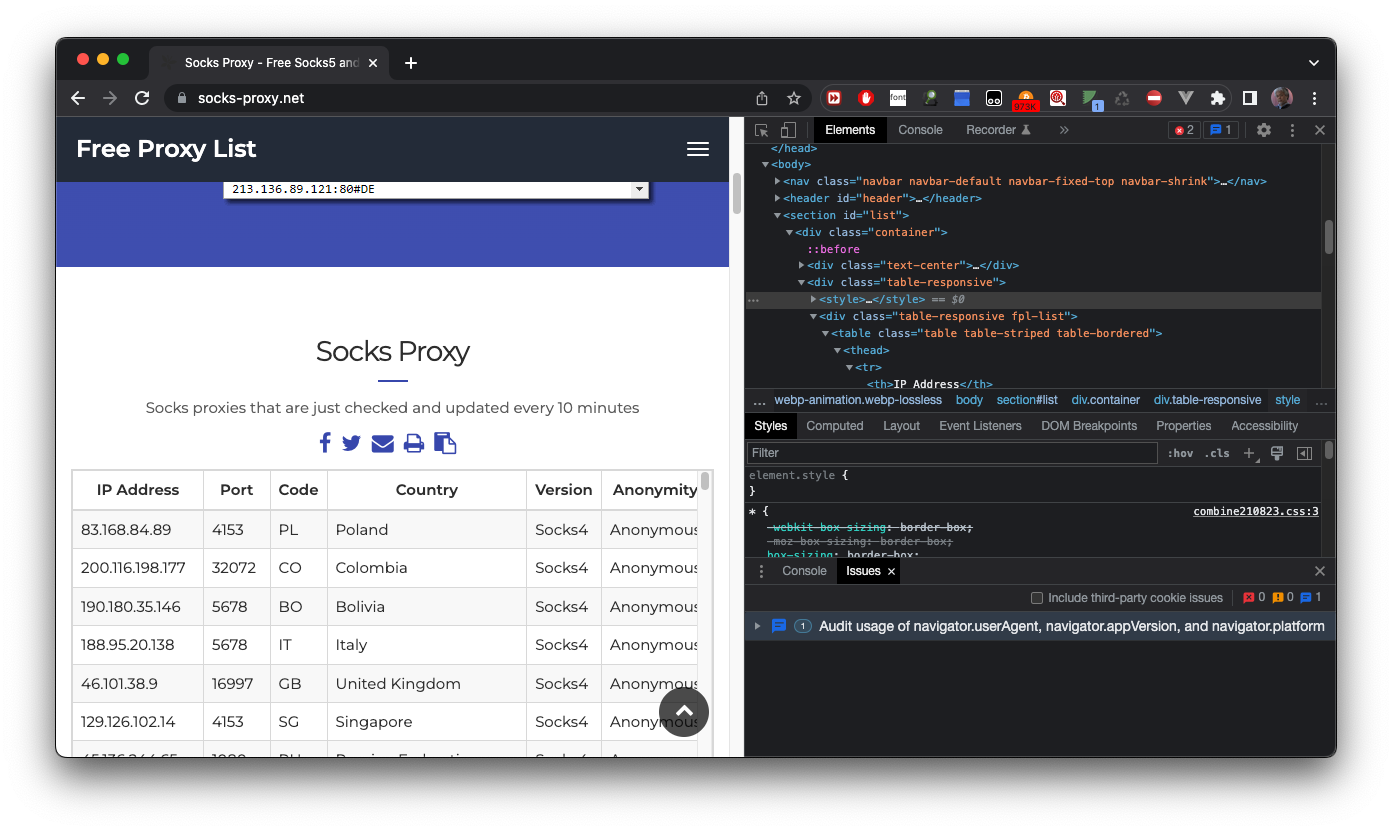 Socks Proxy - Free Socks5 and
socks-proxy.net
font
973K
1
Free Proxy List
213.136.89.121:80#DE
Socks Proxy
Socks proxies that are just checked and updated every 10 minutes
IP Address Port Code Country Version Anonymity
83.168.84.89 4153 PL Poland Socks4 Anonymous
200.116.198.177 32072 CO Colombia Socks4 Anonymous
190.180.35.146 5678 BO Bolivia Socks4 Anonymous
188.95.20.138 5678 IT Italy Socks4 Anonymous
46.101.38.9 16997 GB United Kingdom Socks4 Anonymous
129.126.102.14 4153 SG Singapore Socks4 Anonymous
Elements Console Recorder 2 1
</head>
<body>
<nav class="navbar navbar-default navbar-fixed-top navbar-shrink">…</nav>
<header id="header">…</header>
<section id="list">
<div class="container">
::before
<div class="text-center">…</div>
<div class="table-responsive">
<style>…</style> == $0
<div class="table-responsive fpl-list">
<table class="table table-striped table-bordered">
<thead>
<tr>
<th>IP Address</th>
… webp-animation.webp-lossless body section#list div.container div.table-responsive style …
Styles Computed Layout Event Listeners DOM Breakpoints Properties Accessibility
Filter :hov .cls
element.style {
}
* { combine210823.css:3
-webkit-box-sizing: border-box;
-moz-box-sizing: border-box;
box-sizing: border-box;
Console Issues
Include third-party cookie issues 0 0 1
1 Audit usage of navigator.userAgent, navigator.appVersion, and navigator.platform